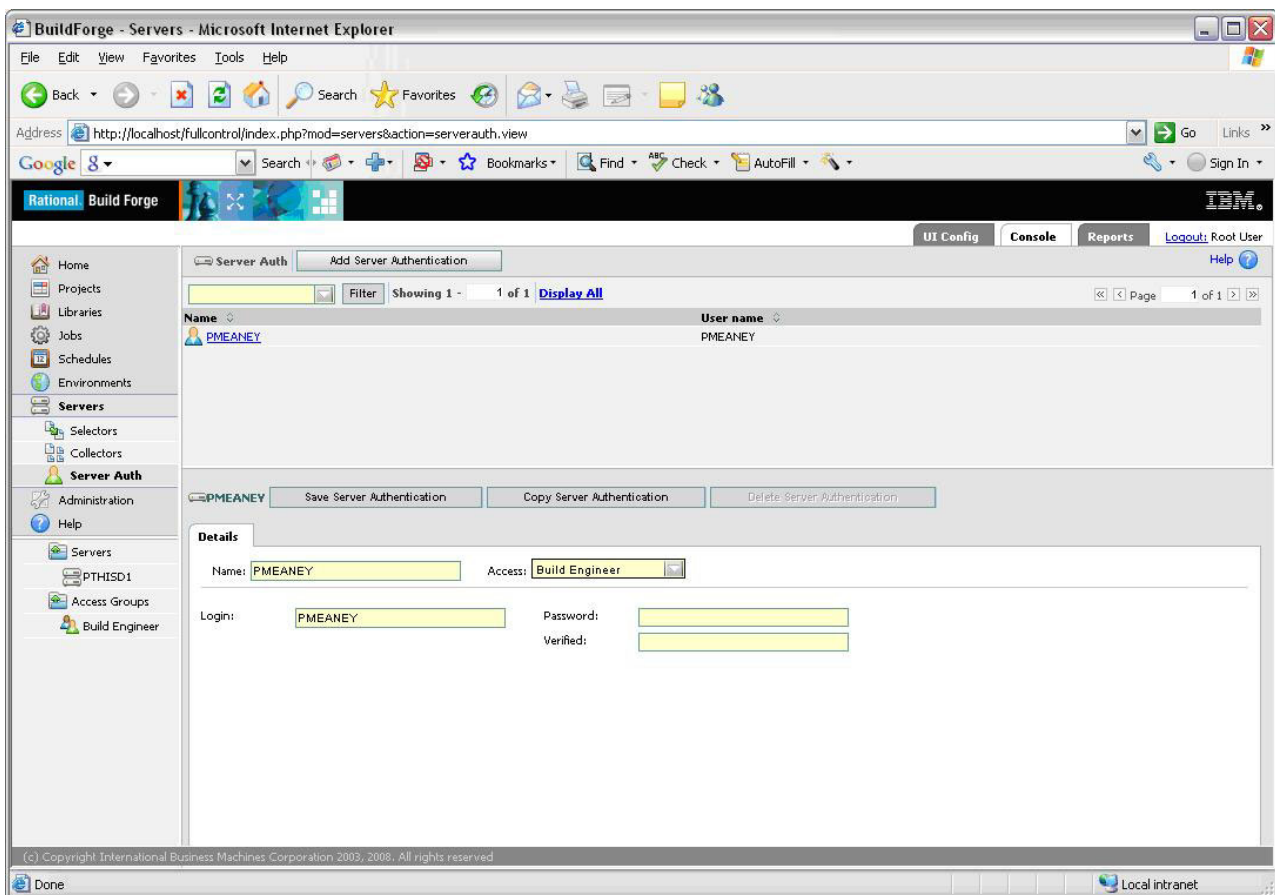 BuildForge - Servers - Microsoft Internet Explorer
File Edit View Favorites Tools Help
Back Search Favorites
Address http://localhost/fullcontrol/index.php?mod=servers&action=serverauth.view Go Links »
Google Search Bookmarks Find ABC Check AutoFill Sign In
Rational Build Forge IBM.
UI Config Console Reports Logout: Root User
Home
Projects
Libraries
Jobs
12 Schedules
Environments
Servers
Selectors
Collectors
Server Auth
Administration
Help
Servers
PTHISD1
Access Groups
Build Engineer
Server Auth Add Server Authentication Help
Filter Showing 1 - 1 of 1 Display All Page 1 of 1
Name User name
PMEANEY PMEANEY
PMEANEY Save Server Authentication Copy Server Authentication Delete Server Authentication
Details
Name: PMEANEY Access: Build Engineer
Login: PMEANEY Password:
Verified:
(c) Copyright International Business Machines Corporation 2003, 2008. All rights reserved
Done Local intranet